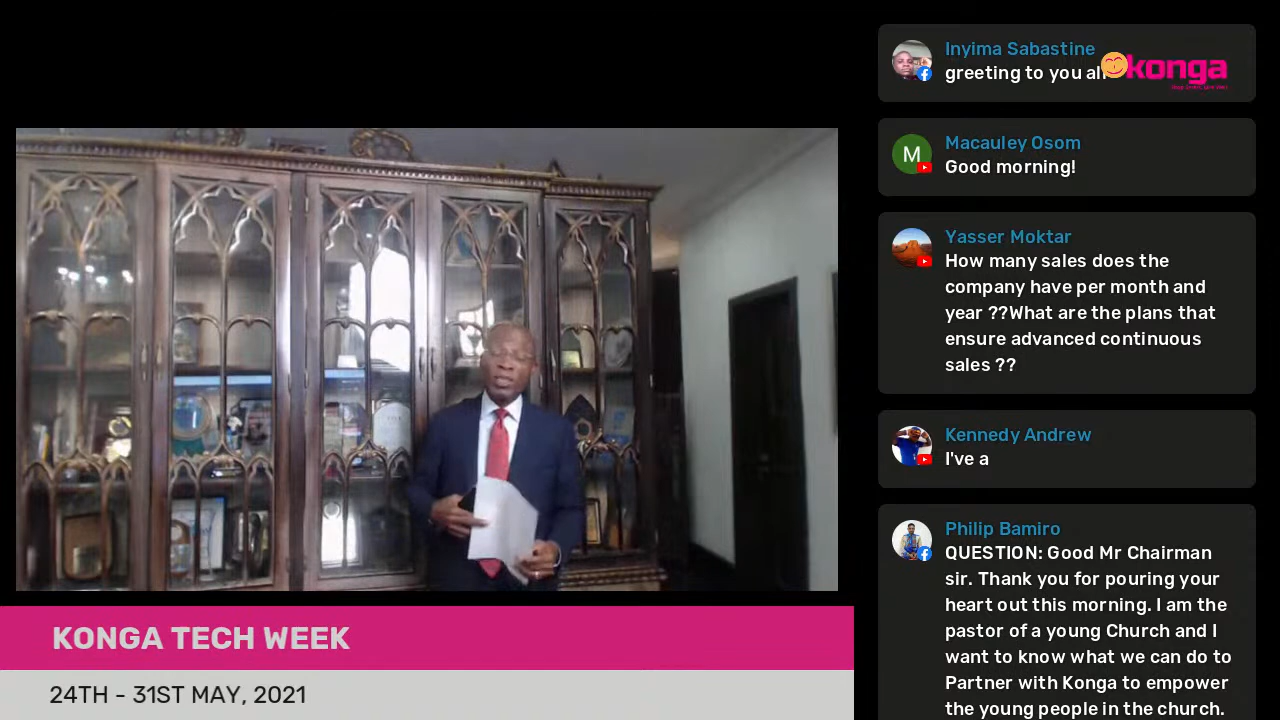 KONGA TECH WEEK
24TH - 31ST MAY, 2021
Inyima Sabastine
greeting to you all
konga
Macauley Osom
M
Good morning!
Yasser Moktar
How many sales does the
company have per month and
year ??What are the plans that
ensure advanced continuous
sales ??
Kennedy Andrew
I've a
Philip Bamiro
QUESTION: Good Mr Chairman
sir. Thank you for pouring your
heart out this morning. I am the
pastor of a young Church and I
want to know what we can do to
Partner with Konga to empower
the young people in the church.